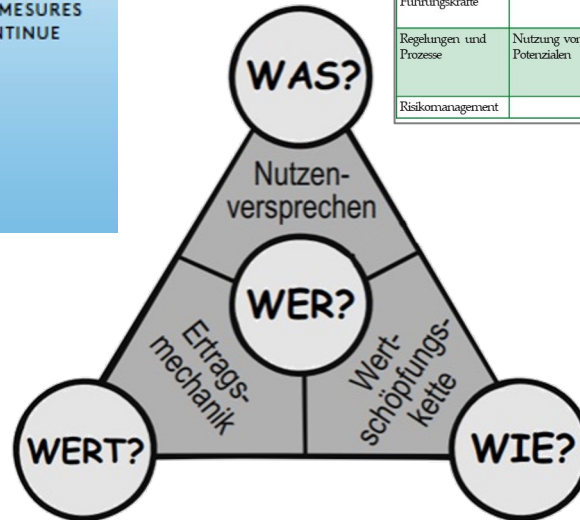 MESURES
NTINUE
Führungskräfte
Regelungen und
Prozesse
Nutzung von
Potenzialen
Risikomanagement
WAS?
Nutzen-
versprechen
WER?
Ertrags-
mechanik
Wert-
schöpfungs-
kette
WERT?
WIE?